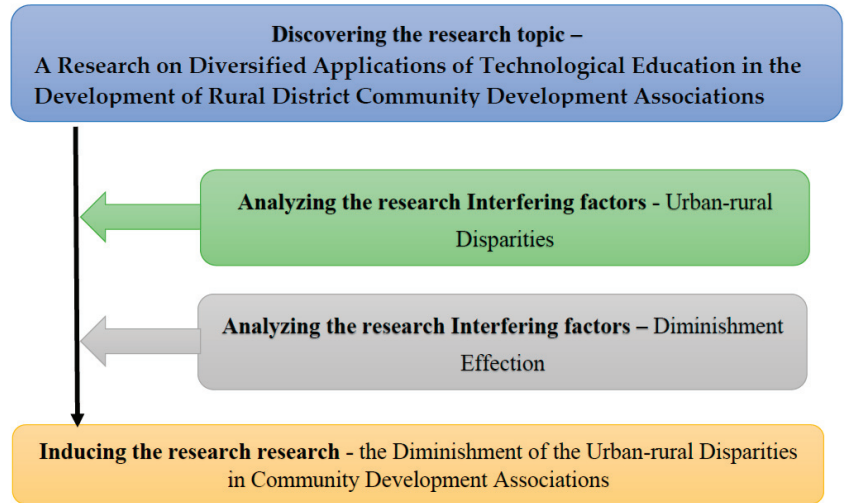 Discovering the research topic –
A Research on Diversified Applications of Technological Education in the
Development of Rural District Community Development Associations
Analyzing the research Interfering factors - Urban-rural
Disparities
Analyzing the research Interfering factors – Diminishment
Effection
Inducing the research research - the Diminishment of the Urban-rural Disparities
in Community Development Associations